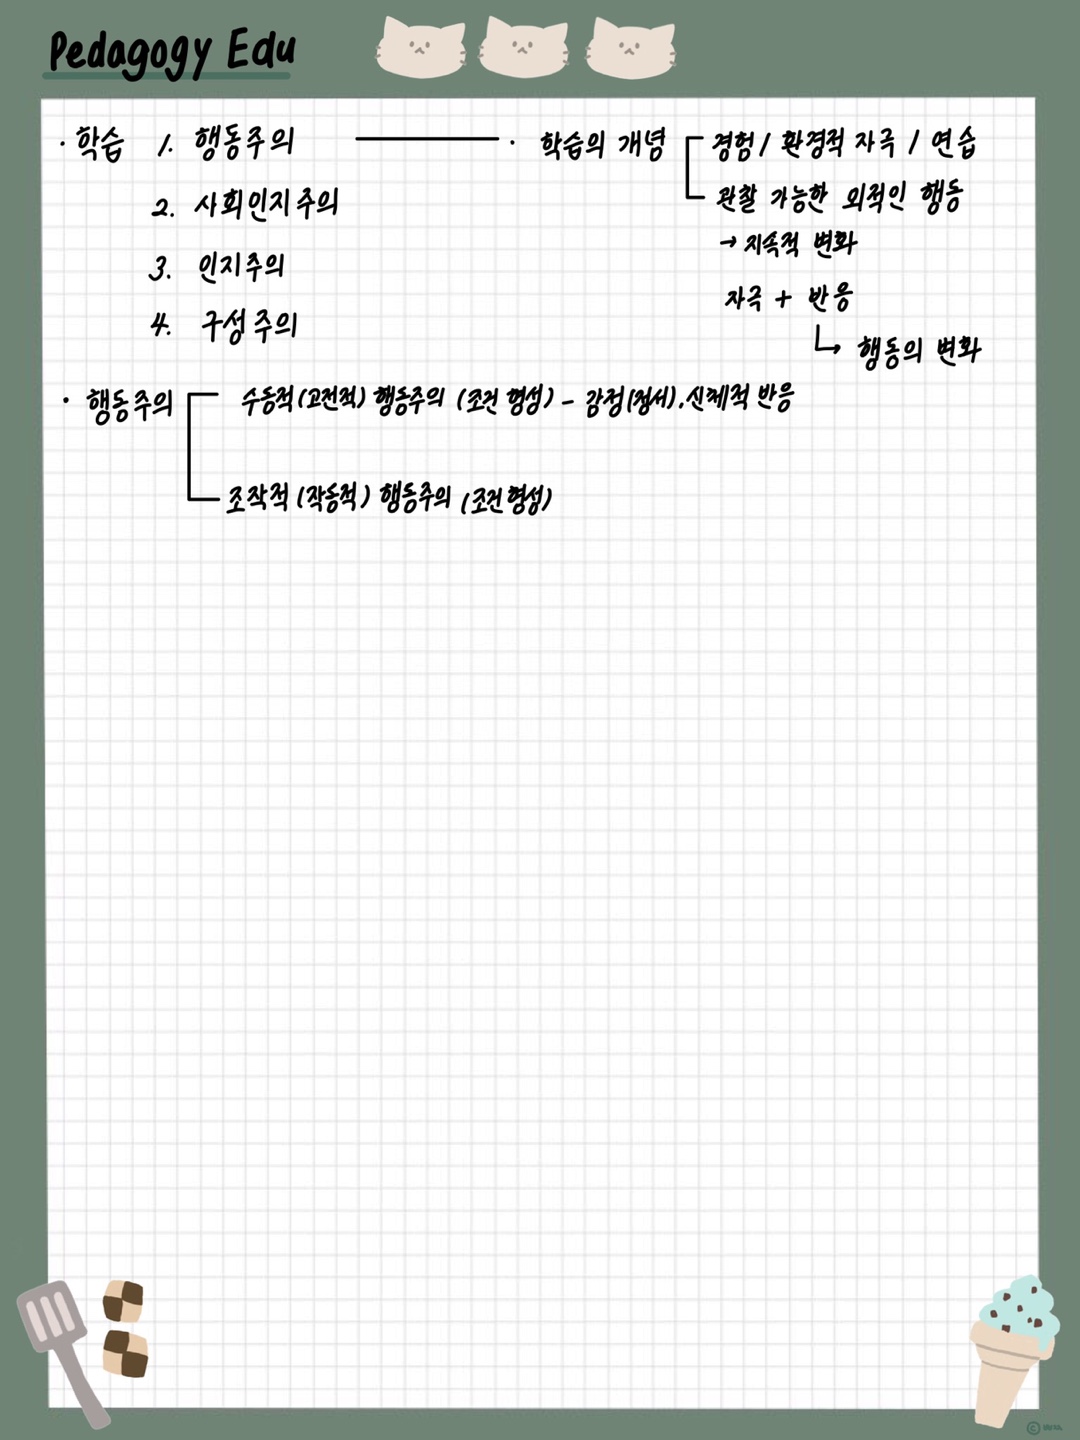 Pedagogy Edu
· 학습 1. 행동주의 · 학습의 개념 경험 / 환경적 자극 / 연습
2. 사회인지주의 관찰 가능한 외적인 행동
→ 지속적 변화
3. 인지주의
자극 + 반응
4. 구성주의
↳ 행동의 변화
· 행동주의 수동적(고전적) 행동주의 (조건 형성) - 감정(정서).신체적 반응
조작적 (작동적) 행동주의 (조건형성)